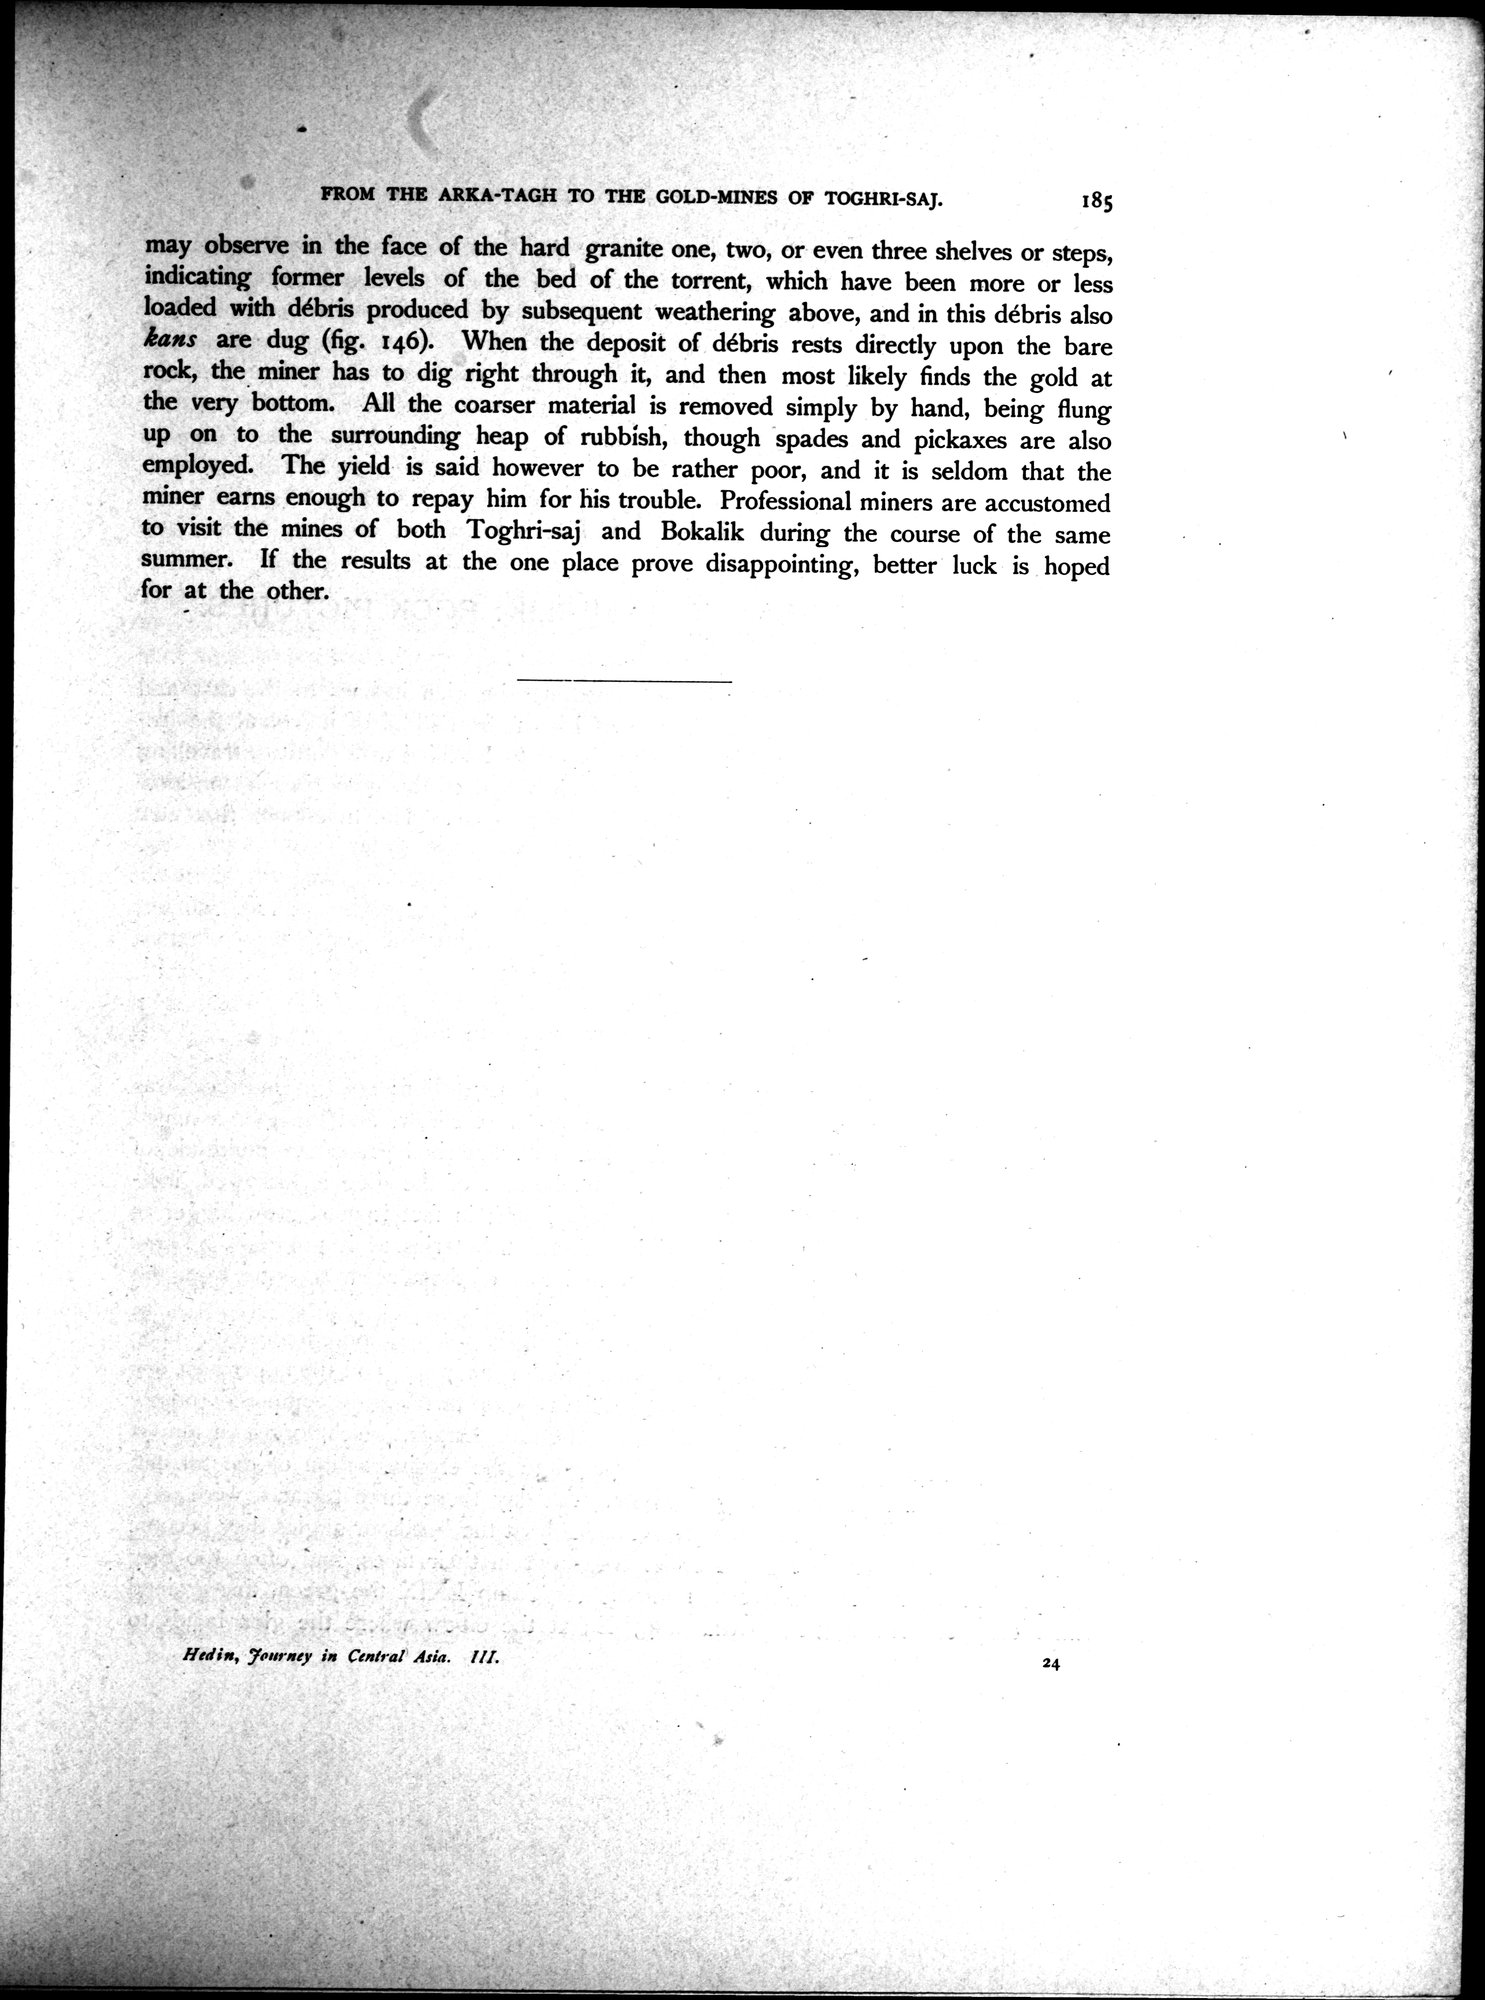 FROM THE ARKA-TAGH TO THE GOLD-MINES OF TOGHRI-SAJ. 185
may observe in the face of the hard granite one, two, or even three shelves or steps,
indicating former levels of the bed of the torrent, which have been more or less
loaded with débris produced by subsequent weathering above, and in this débris also
kans are dug (fig. 146). When the deposit of débris rests directly upon the bare
rock, the miner has to dig right through it, and then most likely finds the gold at
the very bottom. All the coarser material is removed simply by hand, being flung
up on to the surrounding heap of rubbish, though spades and pickaxes are also
employed. The yield is said however to be rather poor, and it is seldom that the
miner earns enough to repay him for his trouble. Professional miners are accustomed
to visit the mines of both Toghri-saj and Bokalik during the course of the same
summer. If the results at the one place prove disappointing, better luck is hoped
for at the other.
Hedin, Journey in Central Asia. III. 24